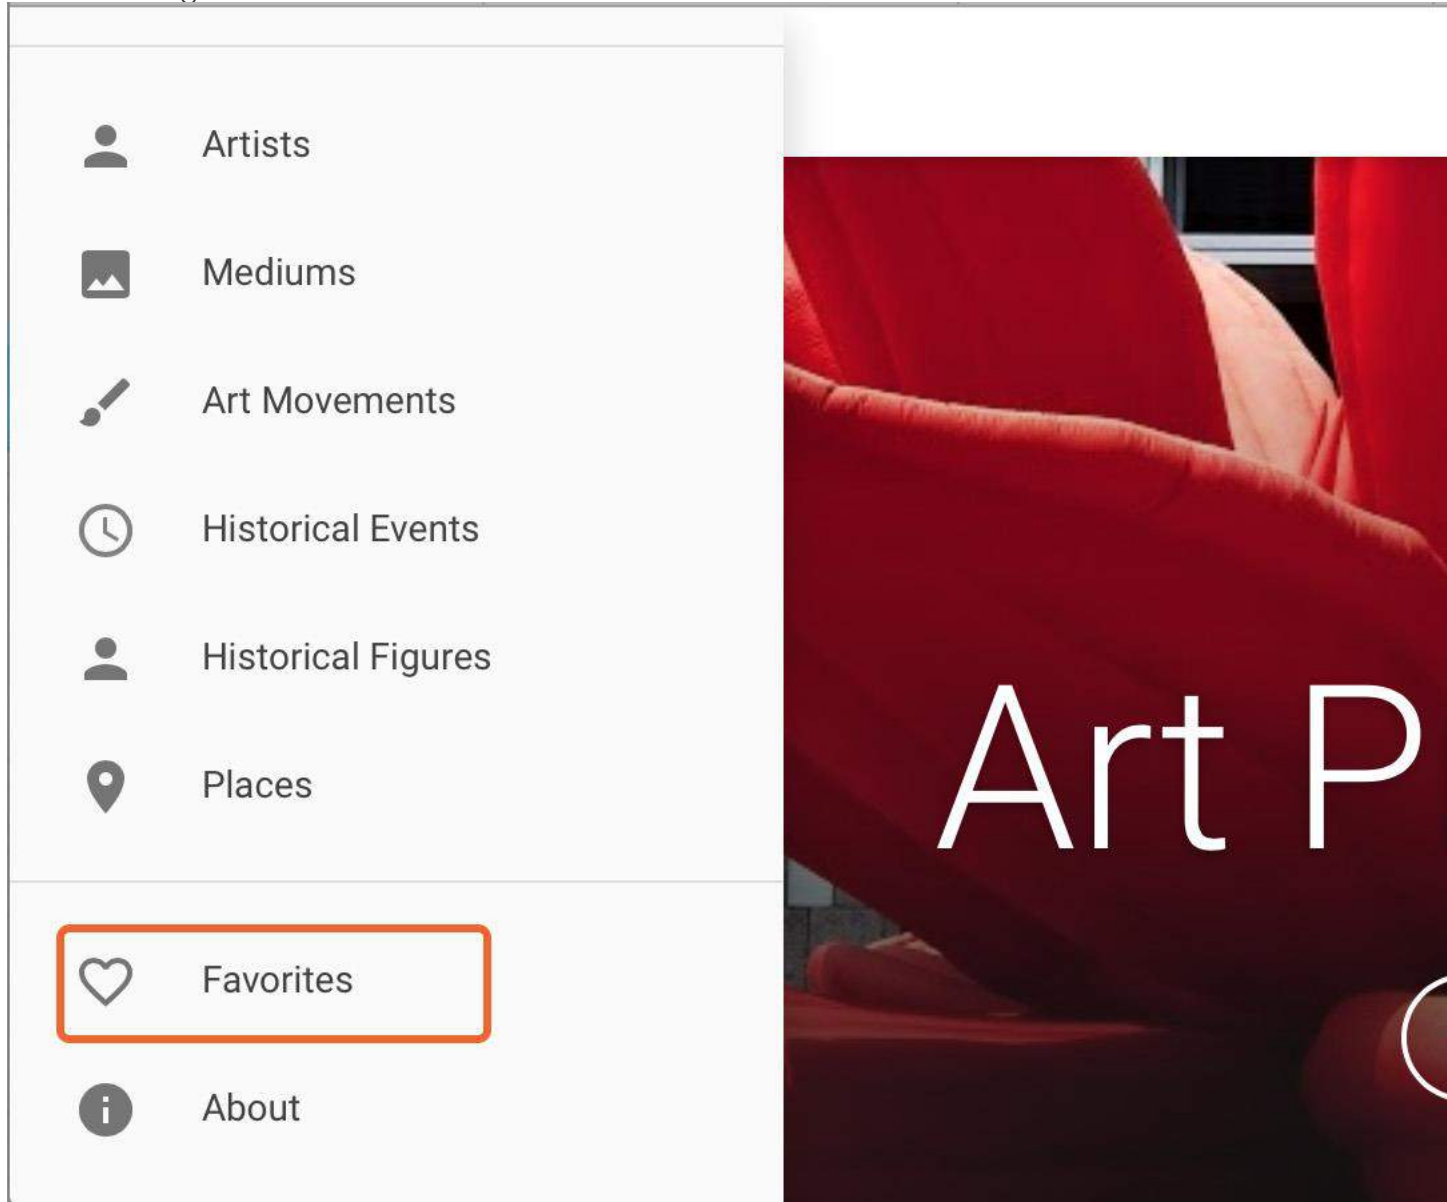 Artists
Mediums
Art Movements
Historical Events
Historical Figures
Places
Art P
Favorites
About